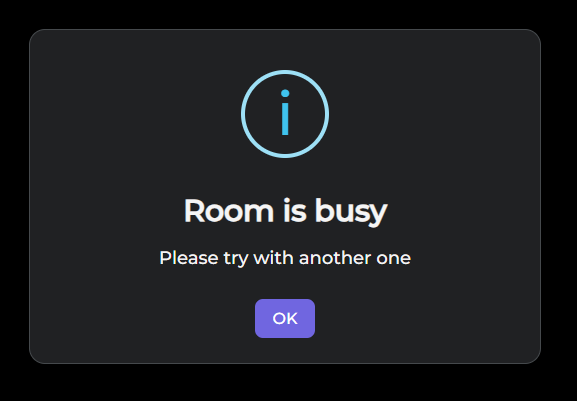 Room is busy
Please try with another one
OK